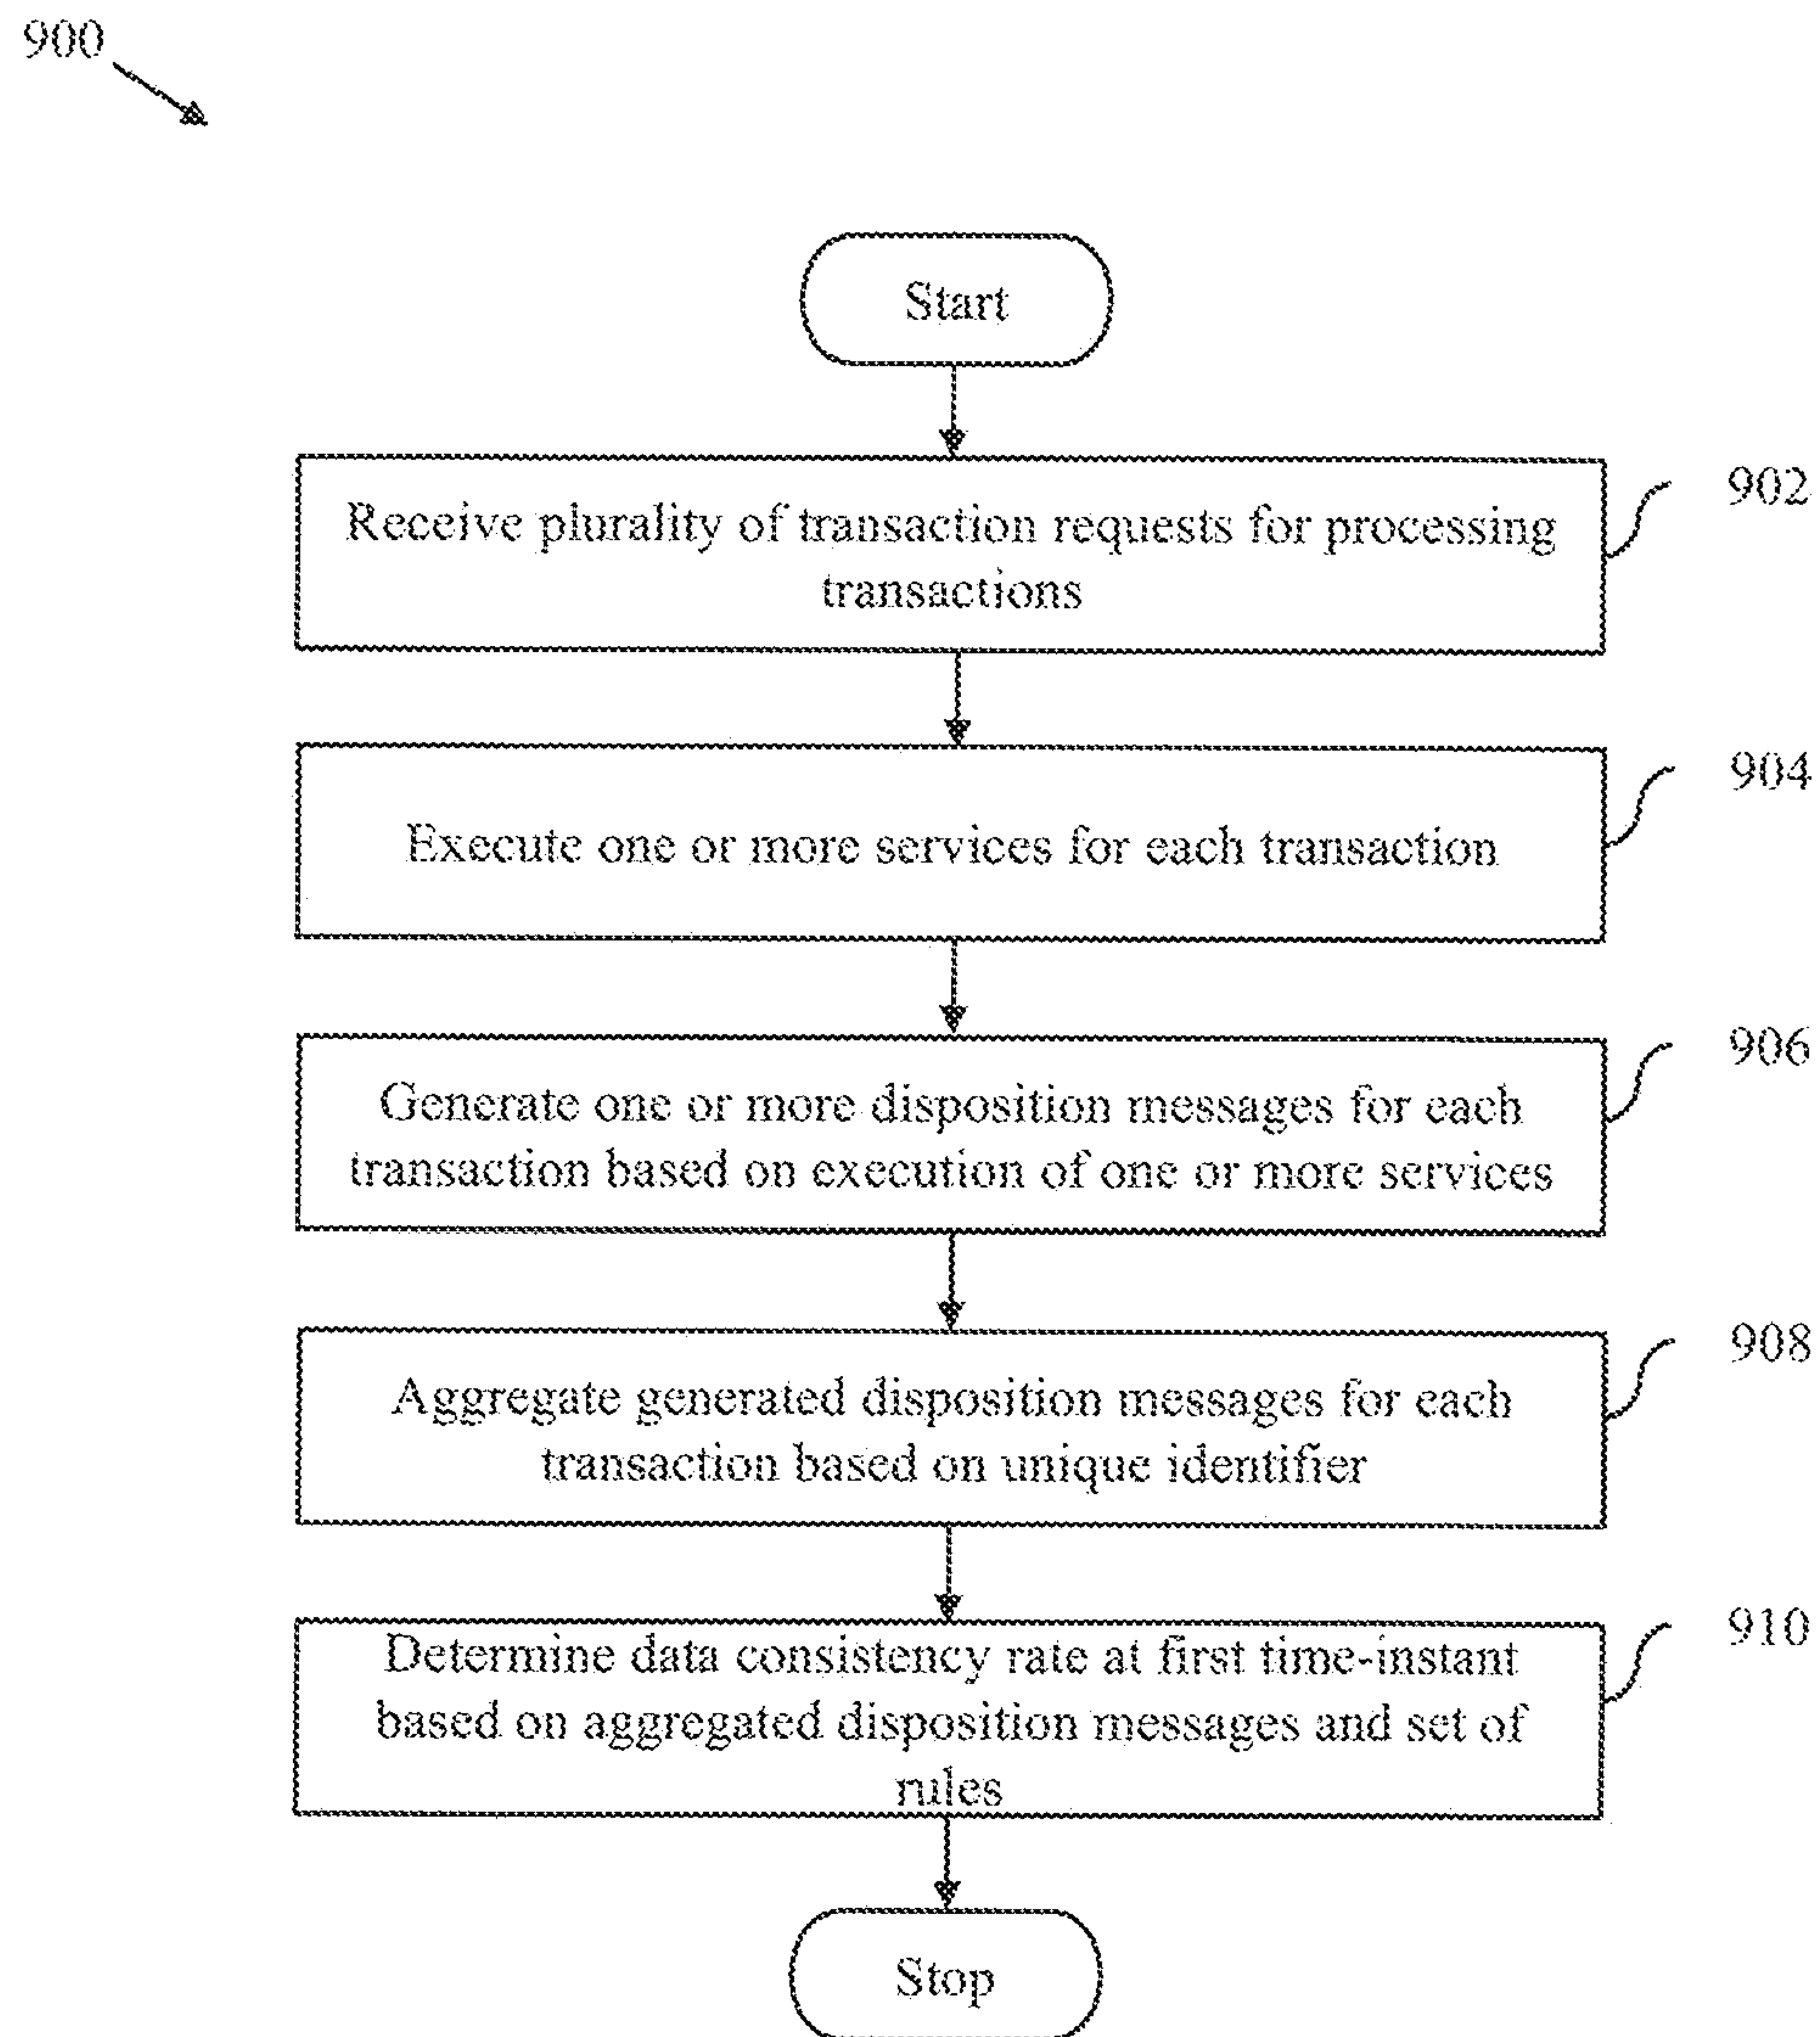 900
Start
Receive plurality of transaction requests for processing
transactions
902
Execute one or more services for each transaction
904
Generate one or more disposition messages for each
transaction based on execution of one or more services
906
Aggregate generated disposition messages for each
transaction based on unique identifier
908
Determine data consistency rate at first time-instant
based on aggregated disposition messages and set of
rules
910
Stop